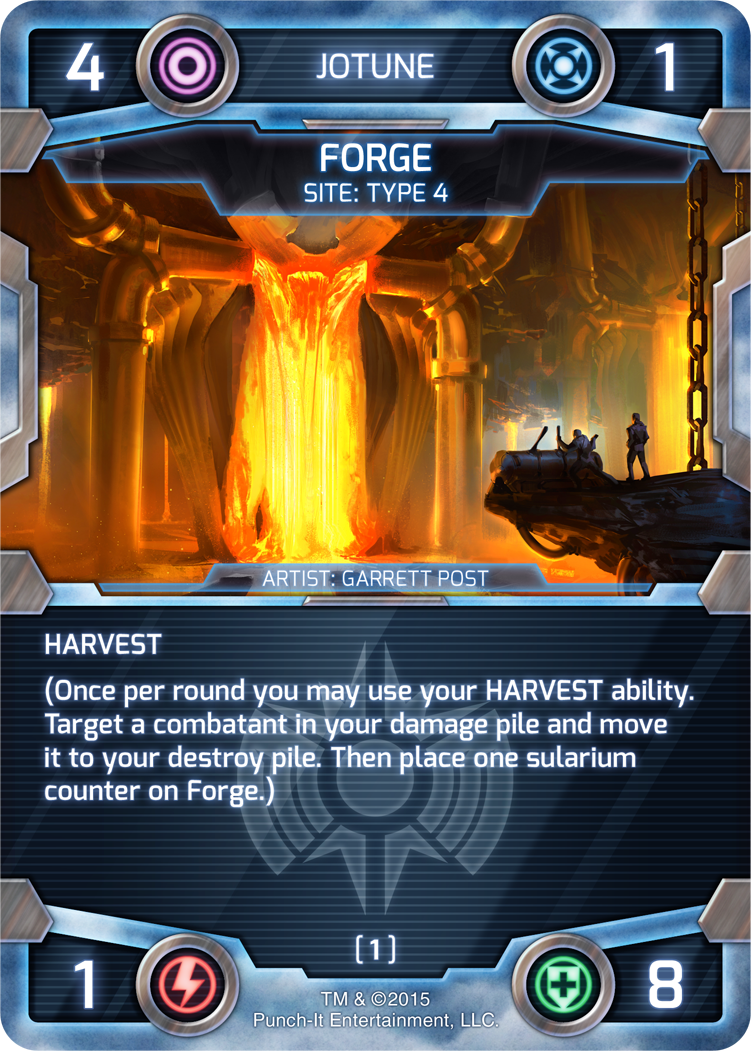 4 JOTUNE 1
FORGE
SITE: TYPE 4
ARTIST: GARRETT POST
HARVEST
(Once per round you may use your HARVEST ability.
Target a combatant in your damage pile and move
it to your destroy pile. Then place one sularium
counter on Forge.)
[1]
1 8
TM & ©2015
Punch-It Entertainment, LLC.